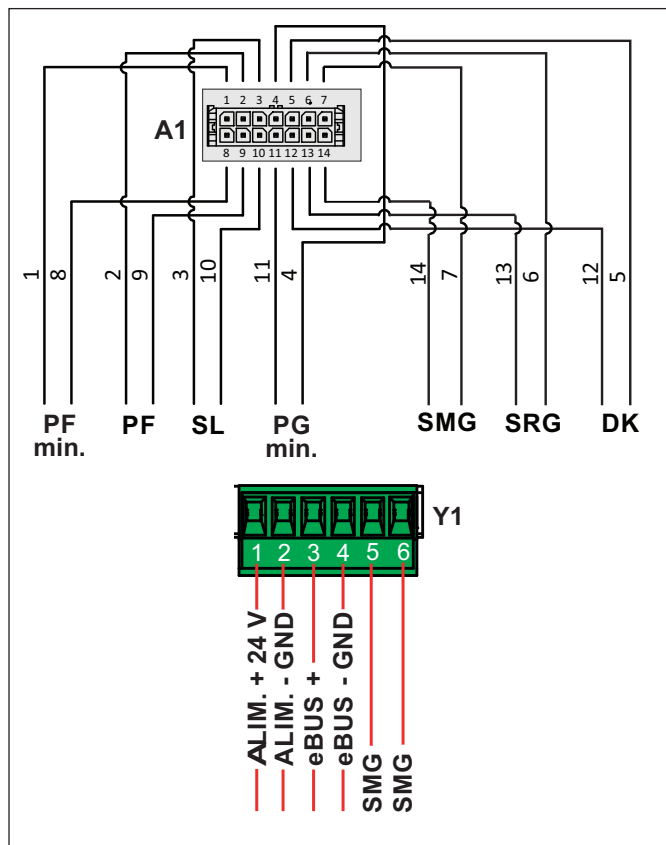 1 2 3 4 5 6 7
A1
8 9 10 11 12 13 14
1 8 2 9 3 10 11 4 14 7 13 6 12 5
PF min.
PF
SL
PG min.
SMG
SRG
DK
Y1
1 2 3 4 5 6
ALIM. + 24 V
ALIM. - GND
eBUS +
eBUS - GND
SMG
SMG